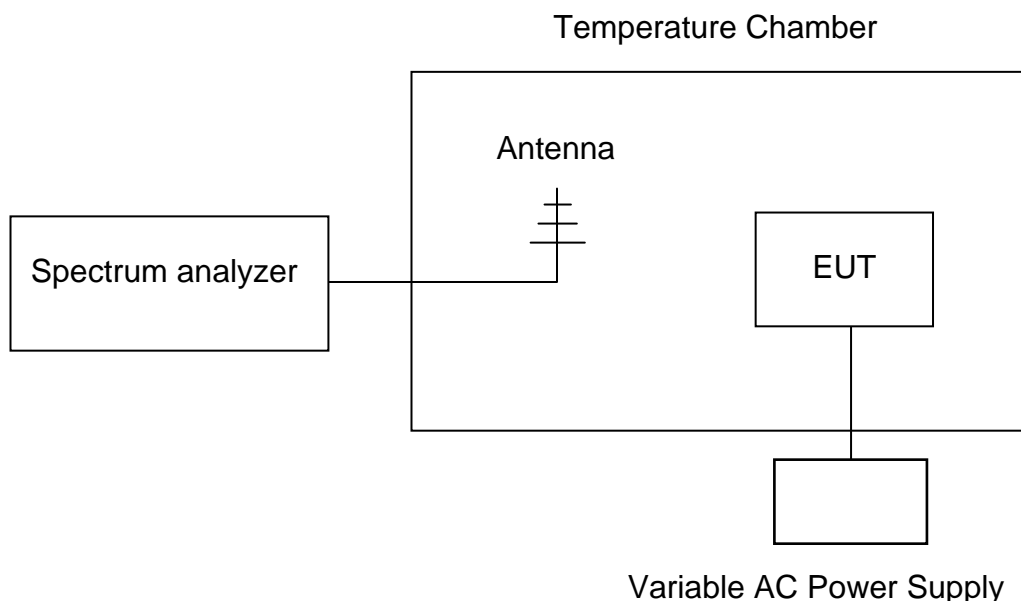 Temperature Chamber
Antenna
Spectrum analyzer
EUT
Variable AC Power Supply